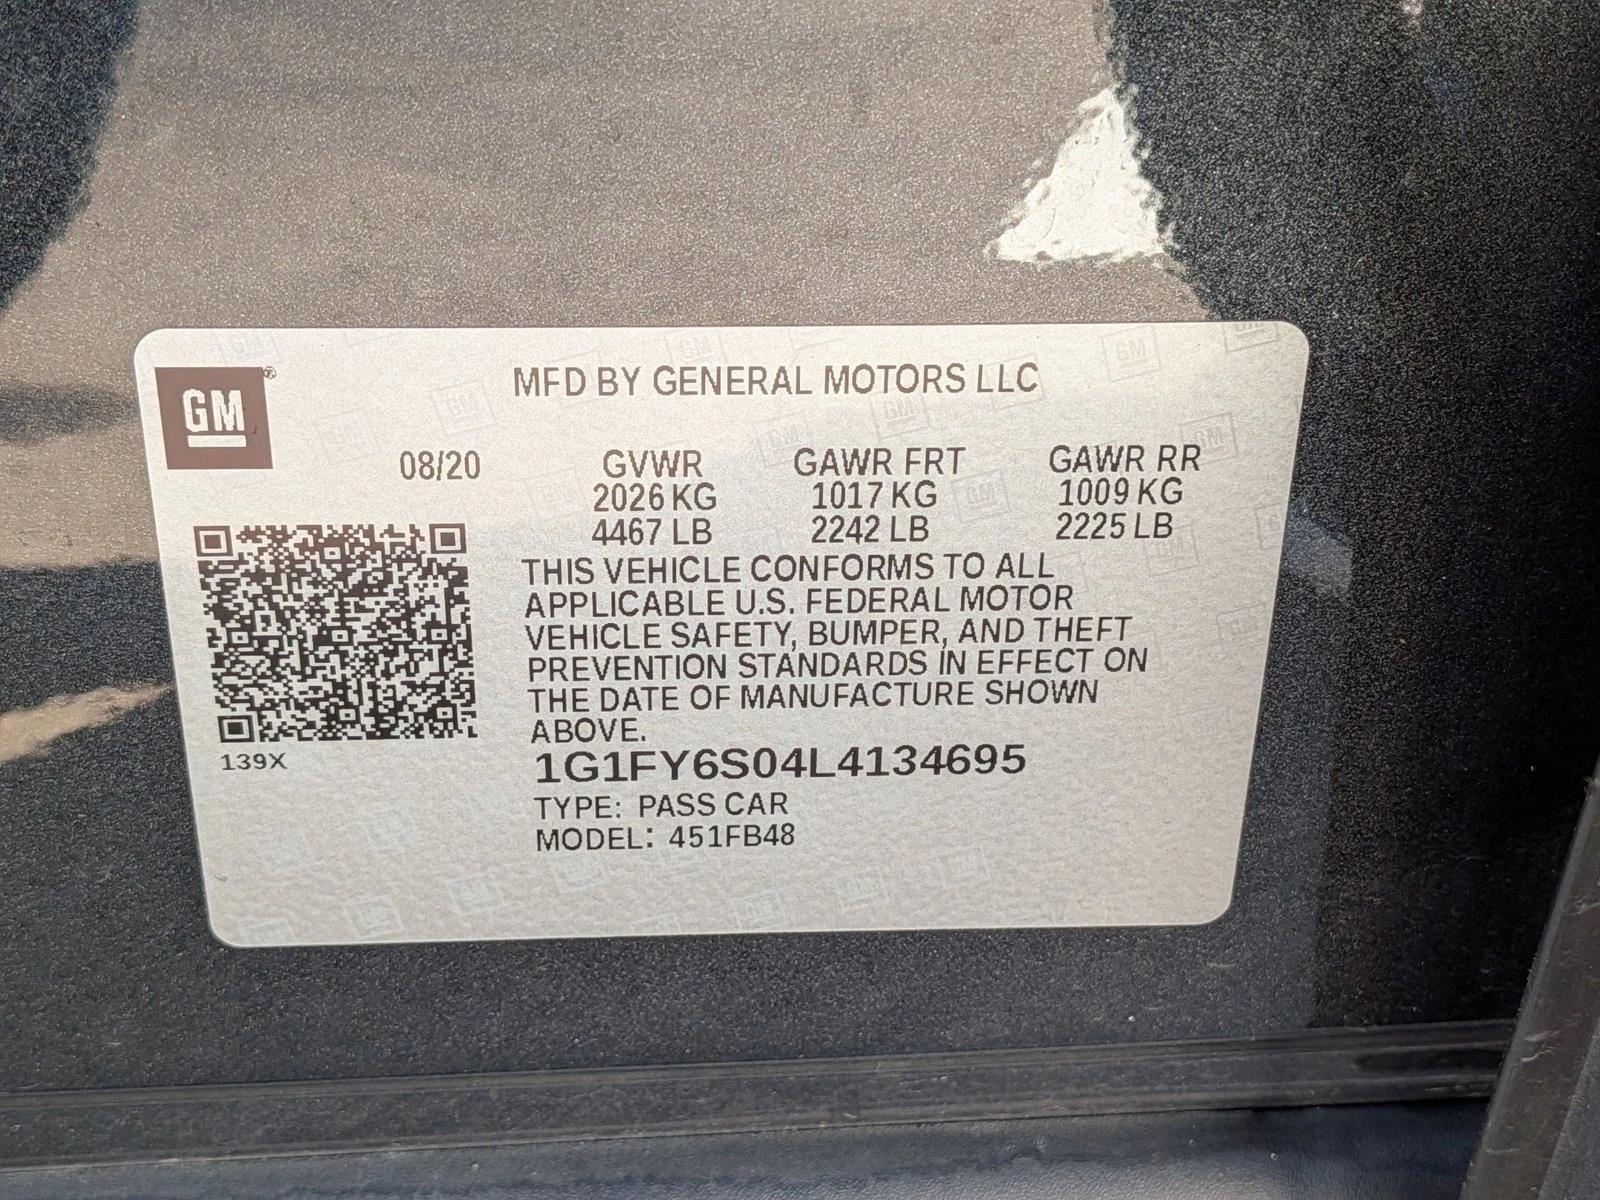 GM
MFD BY GENERAL MOTORS LLC
08/20 GVWR GAWR FRT GAWR RR
2026 KG 1017 KG 1009 KG
4467 LB 2242 LB 2225 LB
THIS VEHICLE CONFORMS TO ALL
APPLICABLE U.S. FEDERAL MOTOR
VEHICLE SAFETY, BUMPER, AND THEFT
PREVENTION STANDARDS IN EFFECT ON
THE DATE OF MANUFACTURE SHOWN
ABOVE.
139X
1G1FY6S04L4134695
TYPE: PASS CAR
MODEL: 451FB48